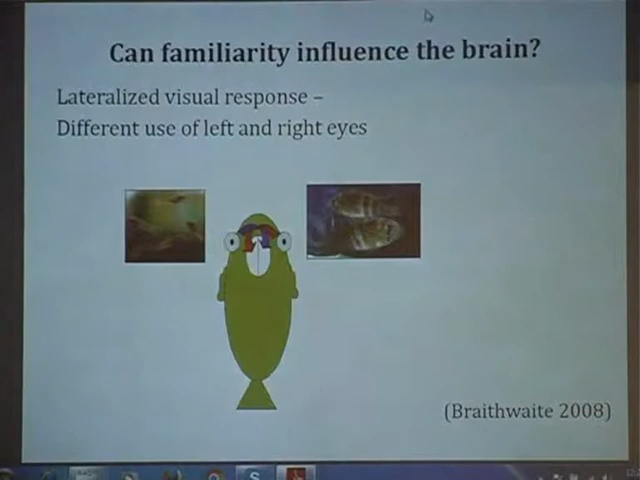 Can familiarity influence the brain?
Lateralized visual response –
Different use of left and right eyes
(Braithwaite 2008)
S